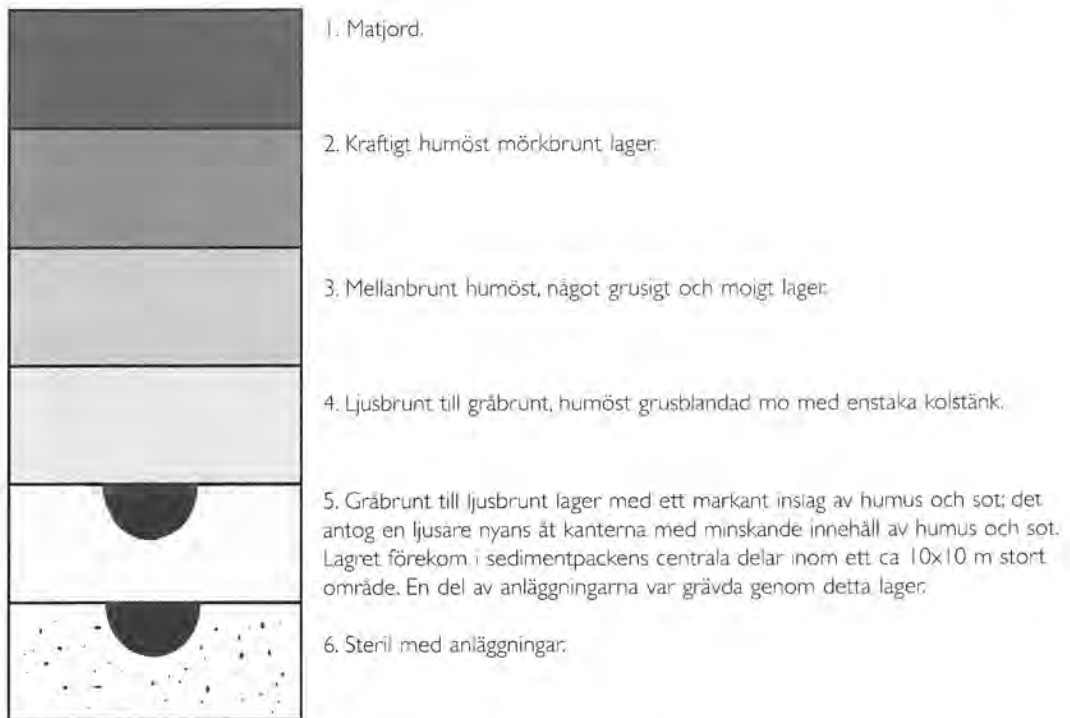 1. Matjord.
2. Kraftigt humöst mörkbrunt lager.
3. Mellanbrunt humöst, något grusigt och moigt lager.
4. Ljusbrunt till gråbrunt, humöst grusblandad mo med enstaka kolstänk.
5. Gråbrunt till ljusbrunt lager med ett markant inslag av humus och sot; det
antog en ljusare nyans åt kanterna med minskande innehåll av humus och sot.
Lagret förekom i sedimentpackens centrala delar inom ett ca 10x10 m stort
område. En del av anläggningarna var grävda genom detta lager.
6. Steril med anläggningar.